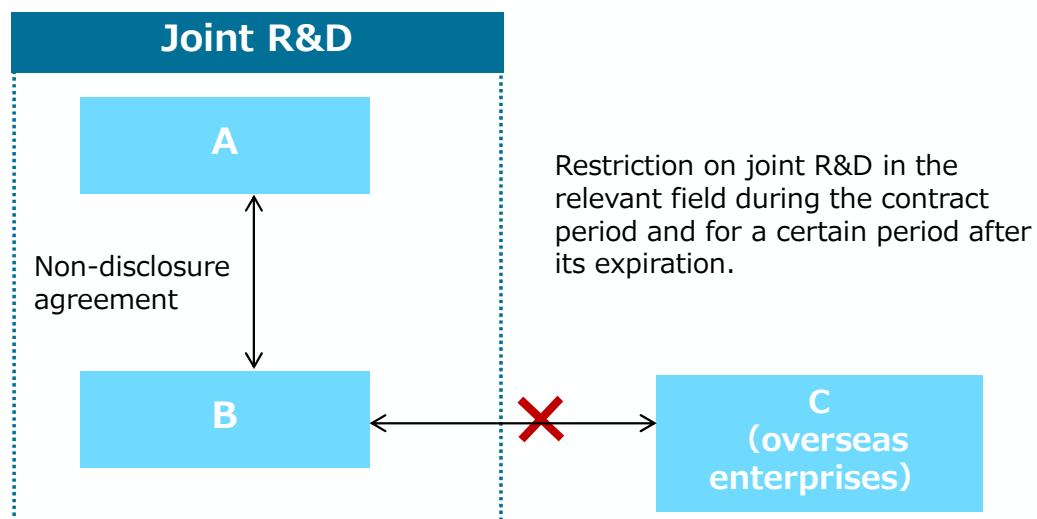 Joint R&D
A
Restriction on joint R&D in the
relevant field during the contract
period and for a certain period after
its expiration.
Non-disclosure
agreement
B
C
（overseas
enterprises）